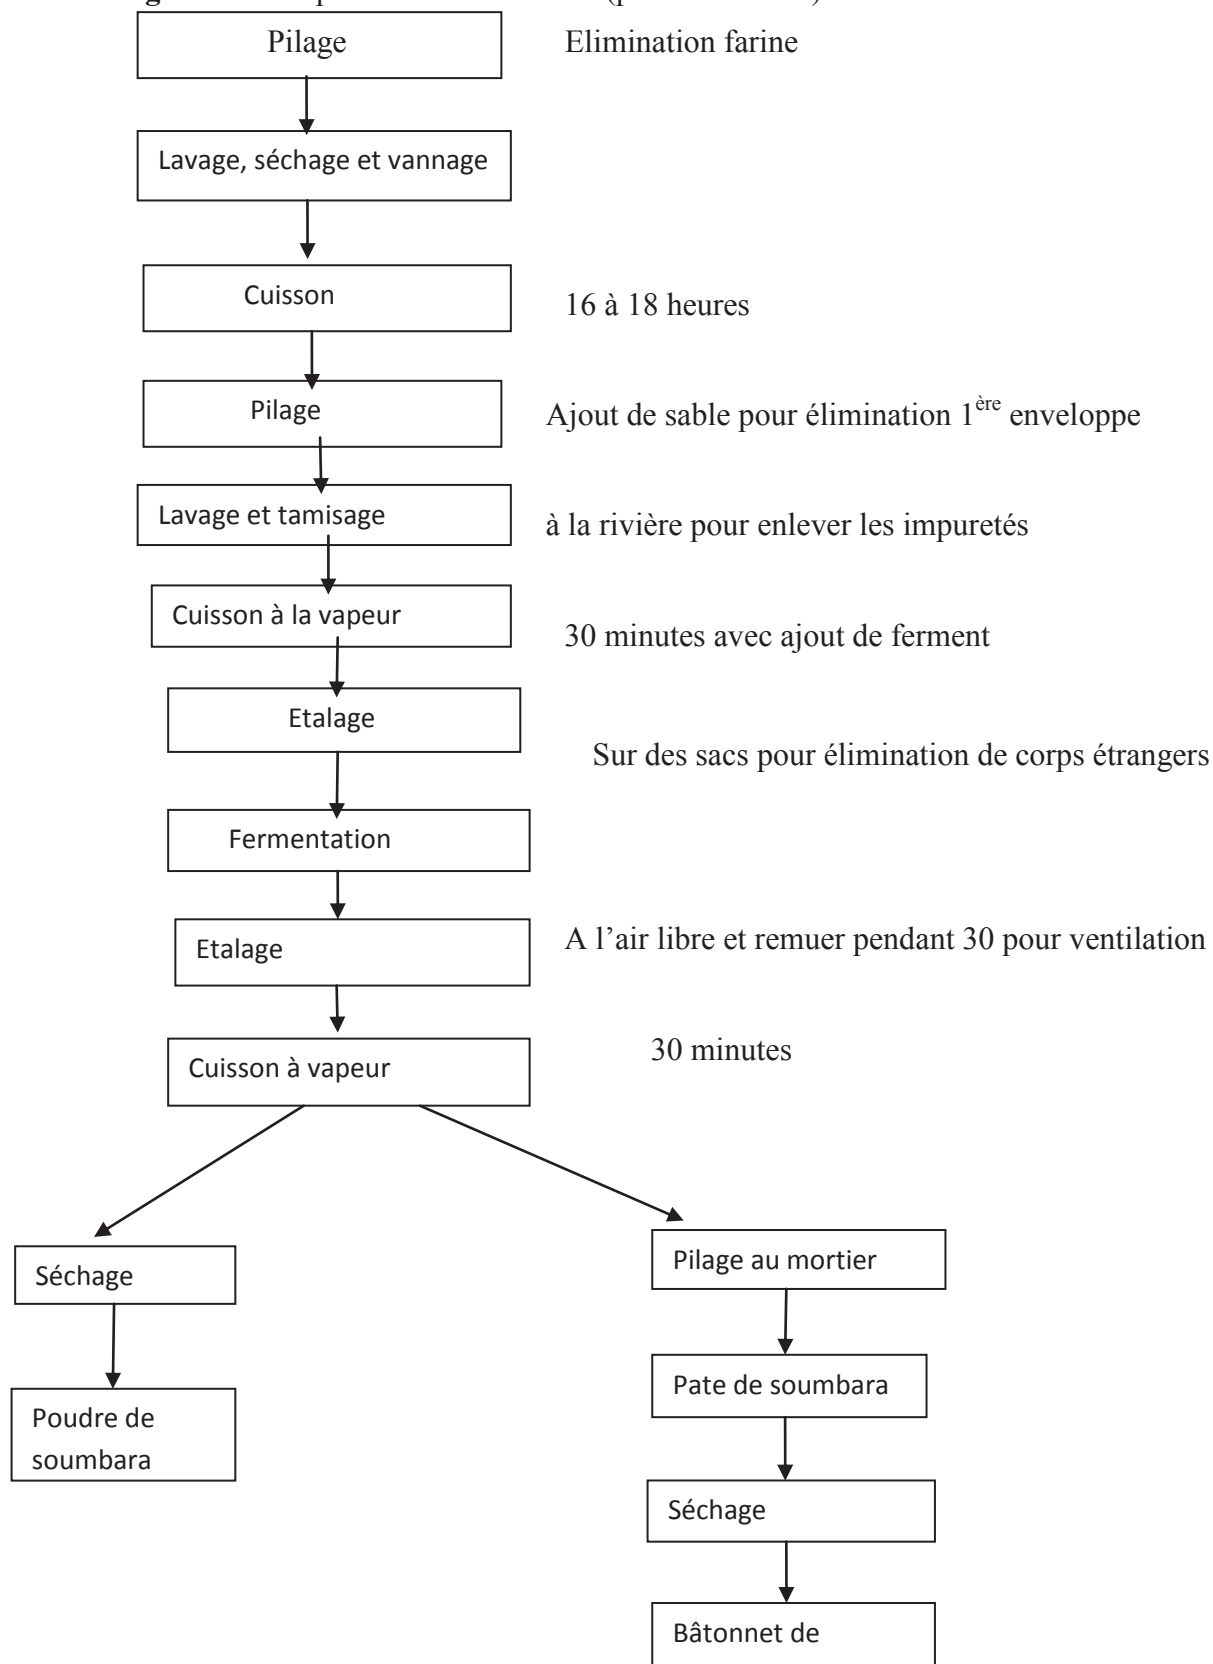 Pilage
Elimination farine
Lavage, séchage et vannage
Cuisson
16 à 18 heures
Pilage
Ajout de sable pour élimination 1ère enveloppe
Lavage et tamisage
à la rivière pour enlever les impuretés
Cuisson à la vapeur
30 minutes avec ajout de ferment
Etalage
Sur des sacs pour élimination de corps étrangers
Fermentation
Etalage
A l’air libre et remuer pendant 30 pour ventilation
Cuisson à vapeur
30 minutes
Séchage
Poudre de
soumbara
Pilage au mortier
Pate de soumbara
Séchage
Bâtonnet de